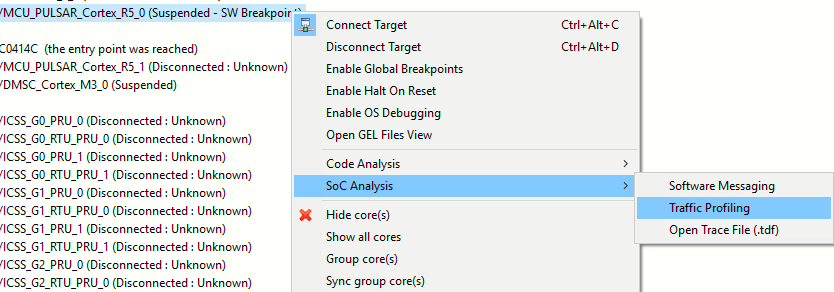 /MCU_PULSAR_Cortex_R5_0 (Suspended - SW Breakpoint)
C0414C (the entry point was reached)
/MCU_PULSAR_Cortex_R5_1 (Disconnected : Unknown)
/DMSC_Cortex_M3_0 (Suspended)
/ICSS_G0_PRU_0 (Disconnected : Unknown)
/ICSS_G0_RTU_PRU_0 (Disconnected : Unknown)
/ICSS_G0_PRU_1 (Disconnected : Unknown)
/ICSS_G0_RTU_PRU_1 (Disconnected : Unknown)
/ICSS_G1_PRU_0 (Disconnected : Unknown)
/ICSS_G1_RTU_PRU_0 (Disconnected : Unknown)
/ICSS_G1_PRU_1 (Disconnected : Unknown)
/ICSS_G1_RTU_PRU_1 (Disconnected : Unknown)
/ICSS_G2_PRU_0 (Disconnected : Unknown)
/ICSS_G2_RTU_PRU_0 (Disconnected : Unknown)
Connect Target Ctrl+Alt+C
Disconnect Target Ctrl+Alt+D
Enable Global Breakpoints
Enable Halt On Reset
Enable OS Debugging
Open GEL Files View
Code Analysis
SoC Analysis
Hide core(s)
Show all cores
Group core(s)
Sync group core(s)
Software Messaging
Traffic Profiling
Open Trace File (.tdf)